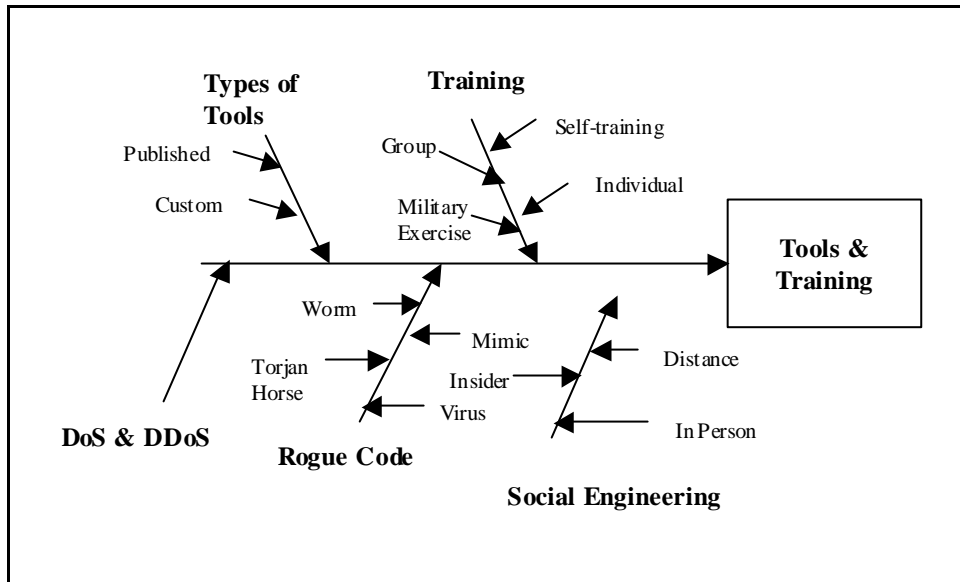 Types of
Tools
Training
Published
Custom
Self-training
Group
Individual
Military
Exercise
Tools &
Training
Worm
Mimic
Torjan
Horse
Virus
Distance
Insider
In Person
DoS & DDoS
Rogue Code
Social Engineering